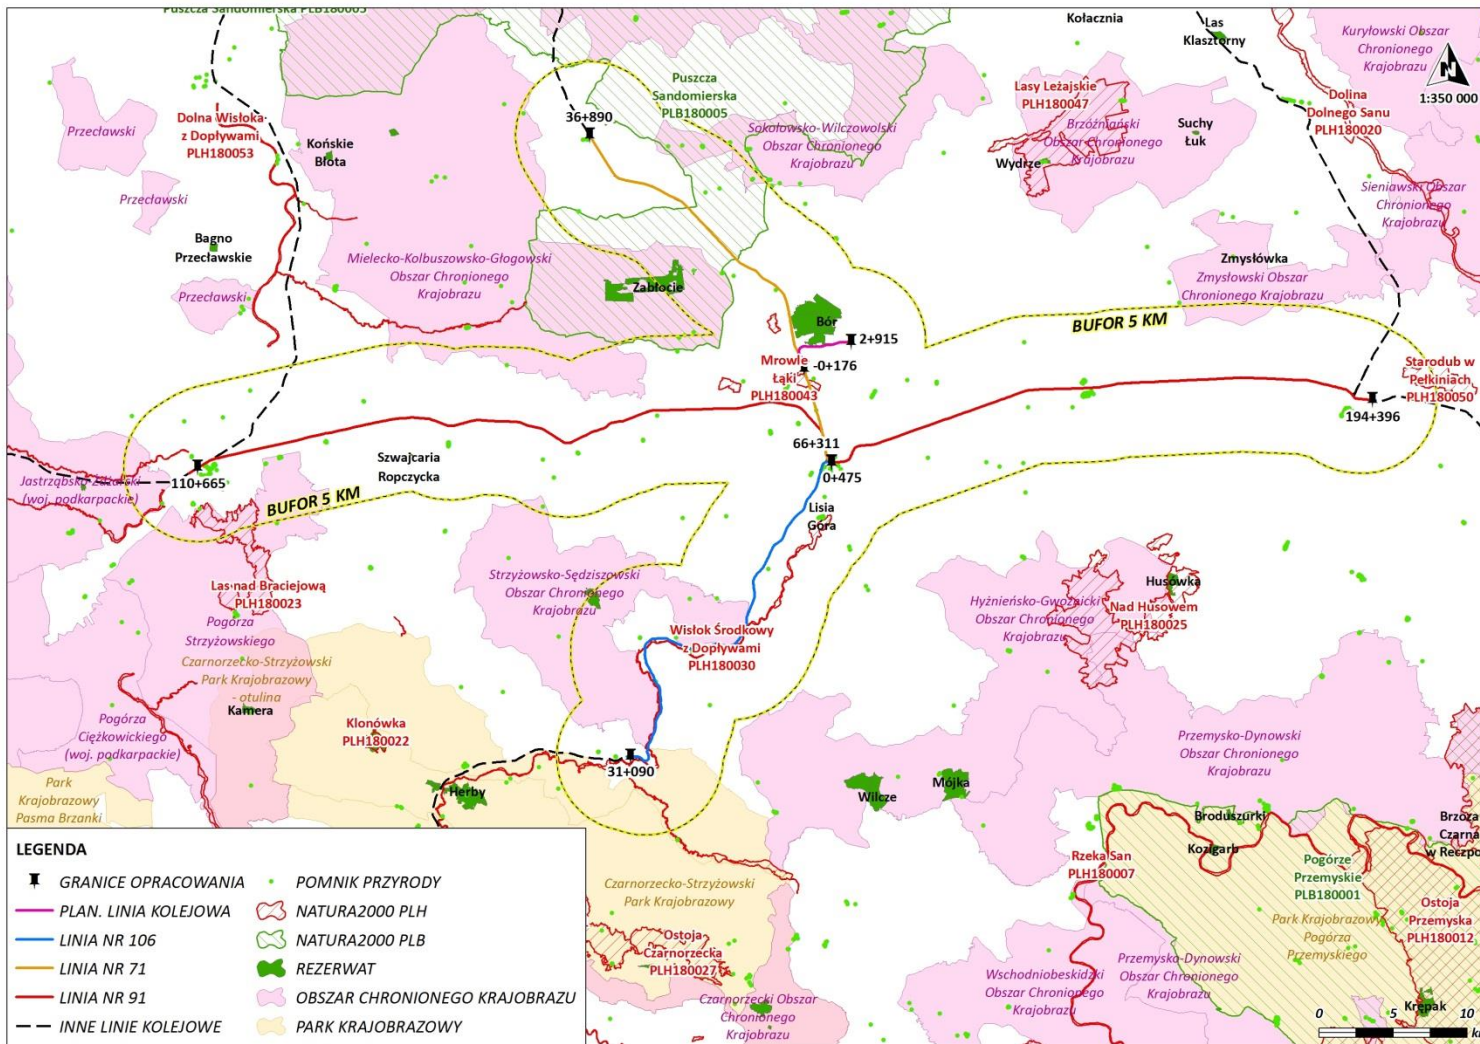 Puszcza Sandomierska PLB180005
Kołacznia
Las
Klasztorny
Kuryłowski Obszar
Chronionego
Krajobrazu
N
1:350 000
Przecławski
Dolna Wisłoka
z Dopływami
PLH180053
Końskie
Błota
36+890
Puszcza
Sandomierska
PLB180005
Sokołowsko-Wilczowolski
Obszar Chronionego
Krajobrazu
Lasy Leżajskie
PLH180047
Brzóźniański
Obszar Chronionego
Krajobrazu
Wydrze
Suchy
Łuk
Dolina
Dolnego Sanu
PLH180020
Przecławski
Sieniawski Obszar
Chronionego
Krajobrazu
Bagno
Przecławskie
Mielecko-Kolbuszowsko-Głogowski
Obszar Chronionego
Krajobrazu
Przecławski
Zabłocie
Zmysłówka
Zmysłowski Obszar
Chronionego Krajobrazu
Bór
2+915
BUFOR 5 KM
Mrowle
Łąki
PLH180043
-0+176
Starodub w
Pełkiniach
PLH180050
194+396
66+311
0+475
Szwajcaria
Ropczycka
Jastrząbsko-Żdżarski
(woj. podkarpackie)
110+665
BUFOR 5 KM
Lisia
Góra
Las nad Braciejową
PLH180023
Strzyżowsko-Sędziszowski
Obszar Chronionego
Krajobrazu
Hyżnieńsko-Gwoźnicki
Obszar Chronionego
Krajobrazu
Husówka
Nad Husowem
PLH180025
Pogórza
Strzyżowskiego
Wisłok Środkowy
z Dopływami
PLH180030
Czarnorzecko-Strzyżowski
Park Krajobrazowy
- otulina
Kamera
Klonówka
PLH180022
Pogórza
Ciężkowickiego
(woj. podkarpackie)
Przemysko-Dynowski
Obszar Chronionego
Krajobrazu
31+090
Park
Krajobrazowy
Pasma Brzanki
Herby
Wilcze
Mójka
Broduszurki
Kozigarb
Brzoza
Czarna
w Reczpo
Rzeka San
PLH180007
Pogórze
Przemyskie
PLB180001
Czarnorzecko-Strzyżowski
Park Krajobrazowy
Park Krajobrazowy
Pogórza
Przemyskiego
Ostoja
Przemyska
PLH180012
Ostoja
Czarnorzecka
PLH180027
Przemysko-Dynowski
Obszar Chronionego
Krajobrazu
Wschodniobeskidzki
Obszar Chronionego
Krajobrazu
Czarnorzecki Obszar
Chronionego
Krajobrazu
Krępak
0 5 10
k
LEGENDA
GRANICE OPRACOWANIA
PLAN. LINIA KOLEJOWA
LINIA NR 106
LINIA NR 71
LINIA NR 91
INNE LINIE KOLEJOWE
POMNIK PRZYRODY
NATURA2000 PLH
NATURA2000 PLB
REZERWAT
OBSZAR CHRONIONEGO KRAJOBRAZU
PARK KRAJOBRAZOWY